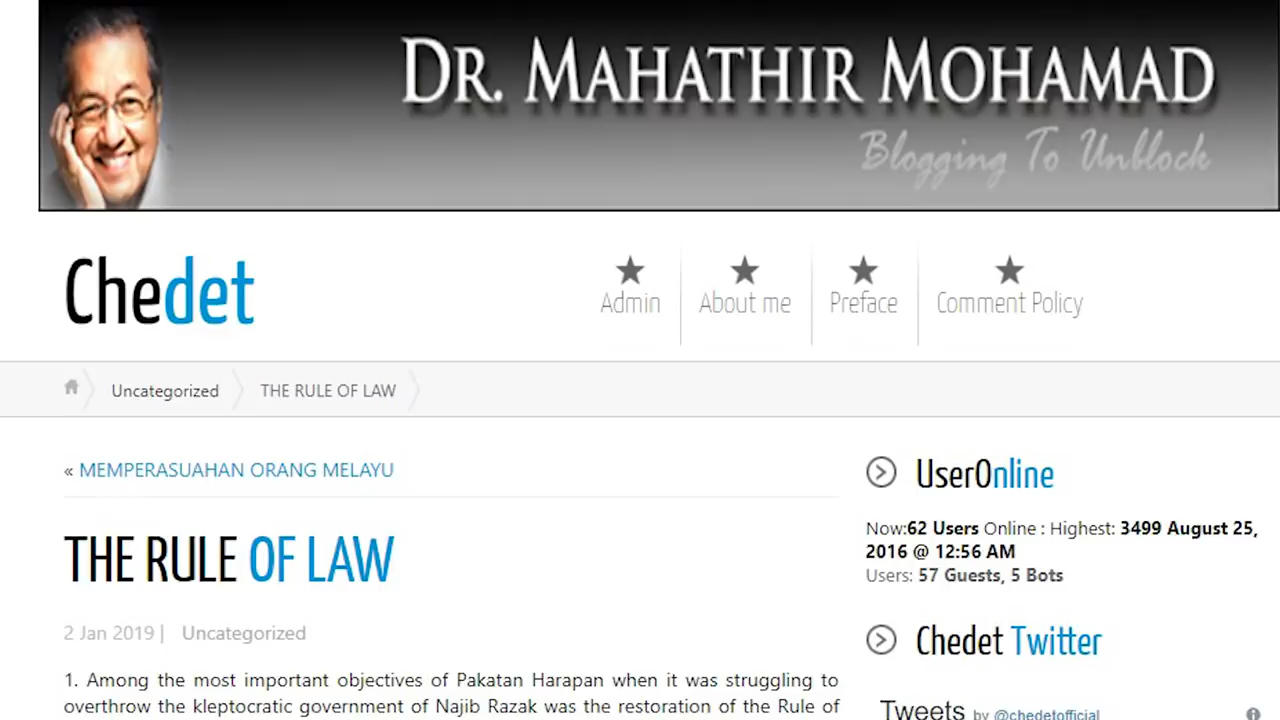 DR. MAHATHIR MOHAMAD
Blogging To Unblock
Chedet
Admin
About me
Preface
Comment Policy
Uncategorized
THE RULE OF LAW
« MEMPERASUAHAN ORANG MELAYU
THE RULE OF LAW
2 Jan 2019 | Uncategorized
1. Among the most important objectives of Pakatan Harapan when it was struggling to
overthrow the kleptocratic government of Najib Razak was the restoration of the Rule of
UserOnline
Now:62 Users Online : Highest: 3499 August 25,
2016 @ 12:56 AM
Users: 57 Guests, 5 Bots
Chedet Twitter
Tweets by @chedetofficial